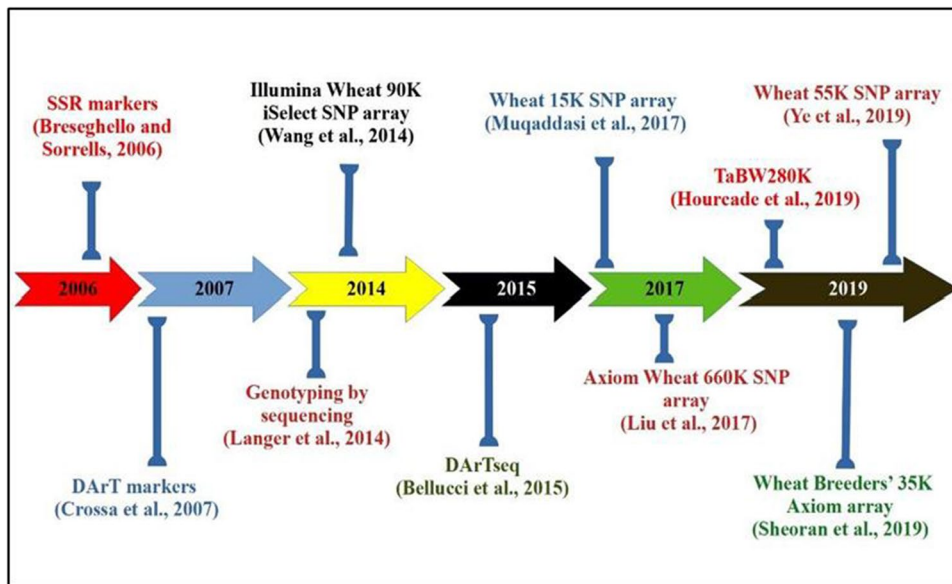 SSR markers
(Breseghello and
Sorrells, 2006)
Illumina Wheat 90K
iSelect SNP array
(Wang et al., 2014)
Wheat 15K SNP array
(Muqaddasi et al., 2017)
Wheat 55K SNP array
(Ye et al., 2019)
TaBW280K
(Hourcade et al., 2019)
2006
2007
2014
2015
2017
2019
DArT markers
(Crossa et al., 2007)
Genotyping by
sequencing
(Langer et al., 2014)
DArTseq
(Bellucci et al., 2015)
Axiom Wheat 660K SNP
array
(Liu et al., 2017)
Wheat Breeders’ 35K
Axiom array
(Sheoran et al., 2019)